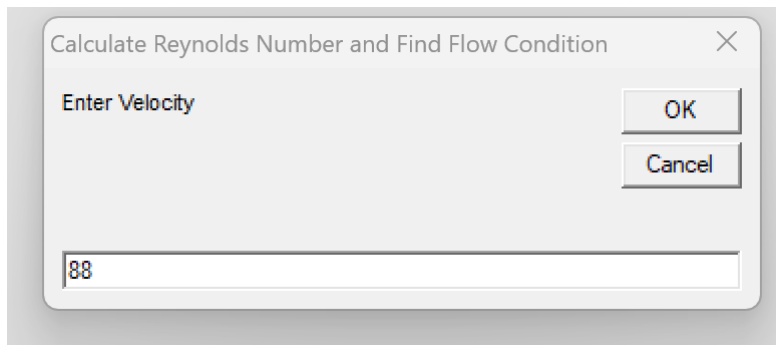 Calculate Reynolds Number and Find Flow Condition
Enter Velocity
OK
Cancel
88